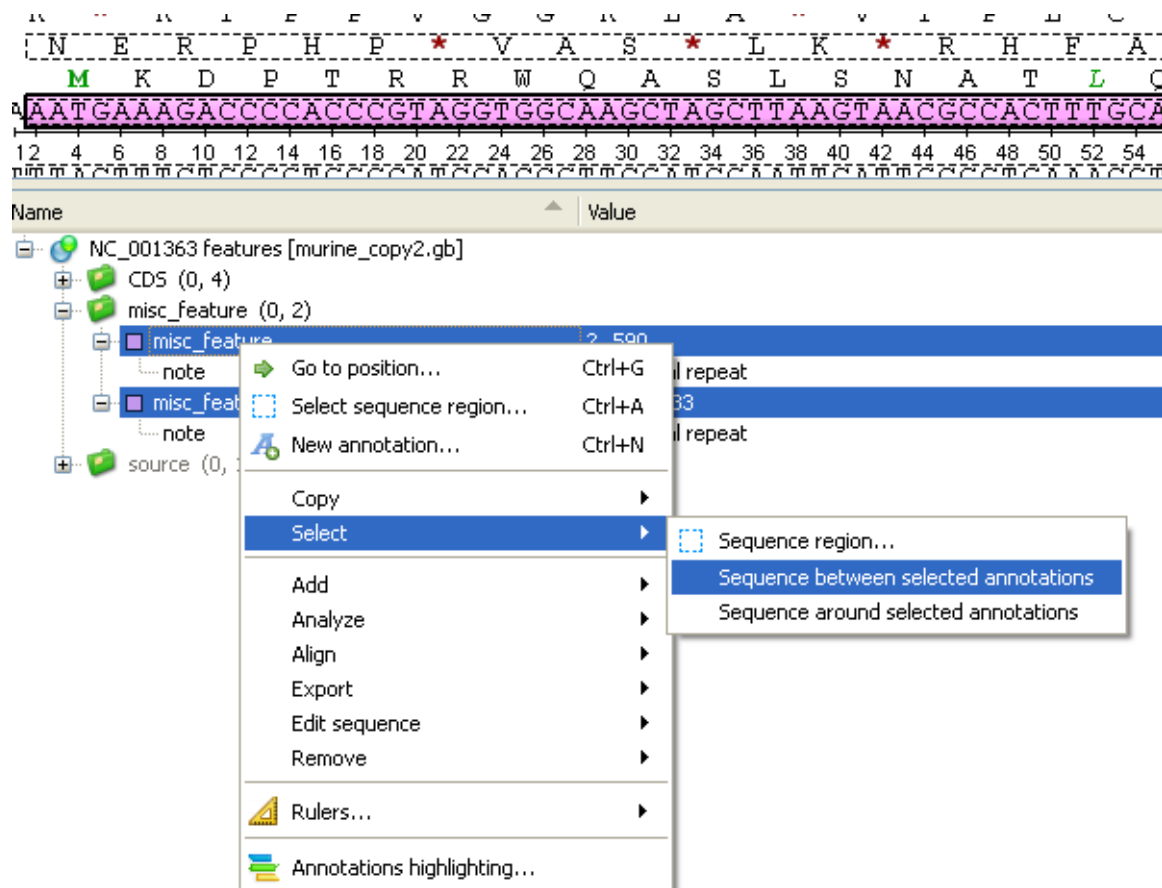 N E R P H P * V A S * L K * R H F A
M K D P T R R W Q A S L S N A T L Q
AATGAAAGACCCCACCCGTAGGTGGCAAGCTAGCTTAAGTAACGCCACTTTGCA
12 4 6 8 10 12 14 16 18 20 22 24 26 28 30 32 34 36 38 40 42 44 46 48 50 52 54
Name Value
NC_001363 features [murine_copy2.gb]
CDS (0, 4)
misc_feature (0, 2)
misc_feature 2..590
note l repeat
misc_feat 33
note l repeat
source (0,
Go to position... Ctrl+G
Select sequence region... Ctrl+A
New annotation... Ctrl+N
Copy
Select
Sequence region...
Sequence between selected annotations
Sequence around selected annotations
Add
Analyze
Align
Export
Edit sequence
Remove
Rulers...
Annotations highlighting...